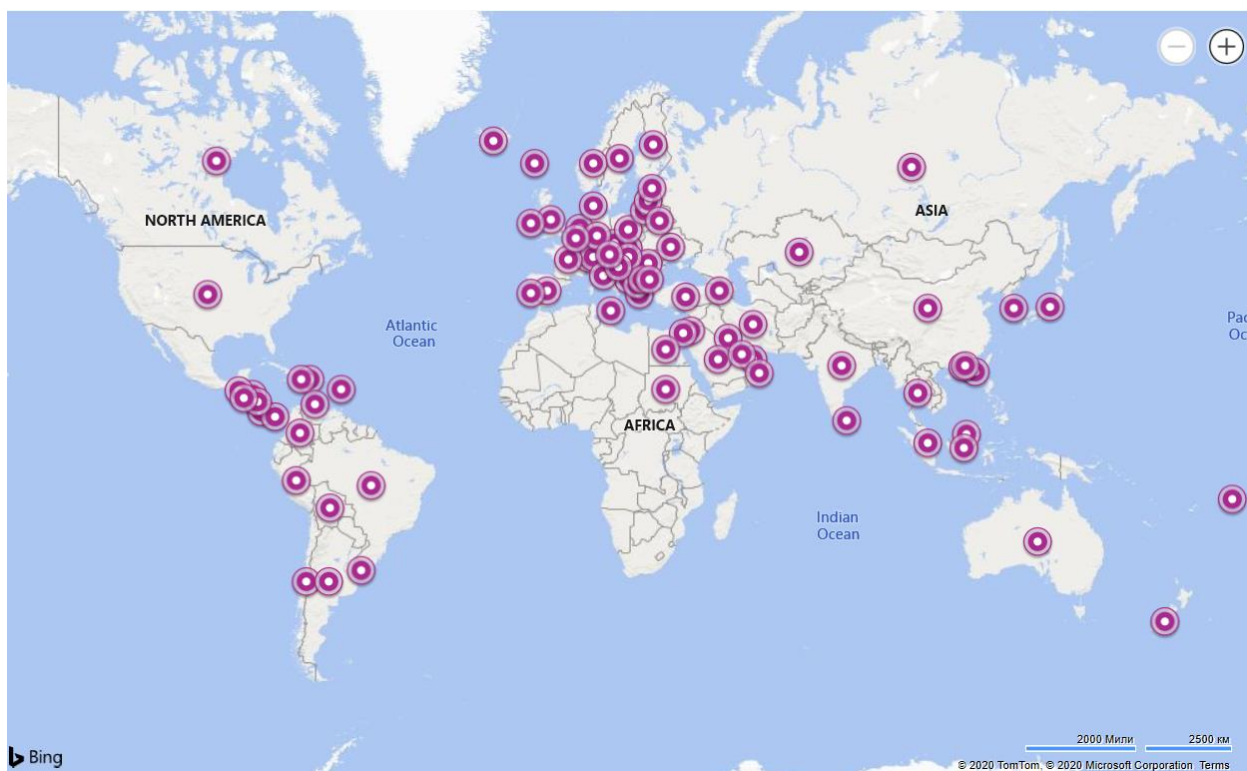 NORTH AMERICA
ASIA
Atlantic
Ocean
Pac
Oc
AFRICA
Indian
Ocean
Bing
2000 Мили
2500 км
© 2020 TomTom, © 2020 Microsoft Corporation Terms